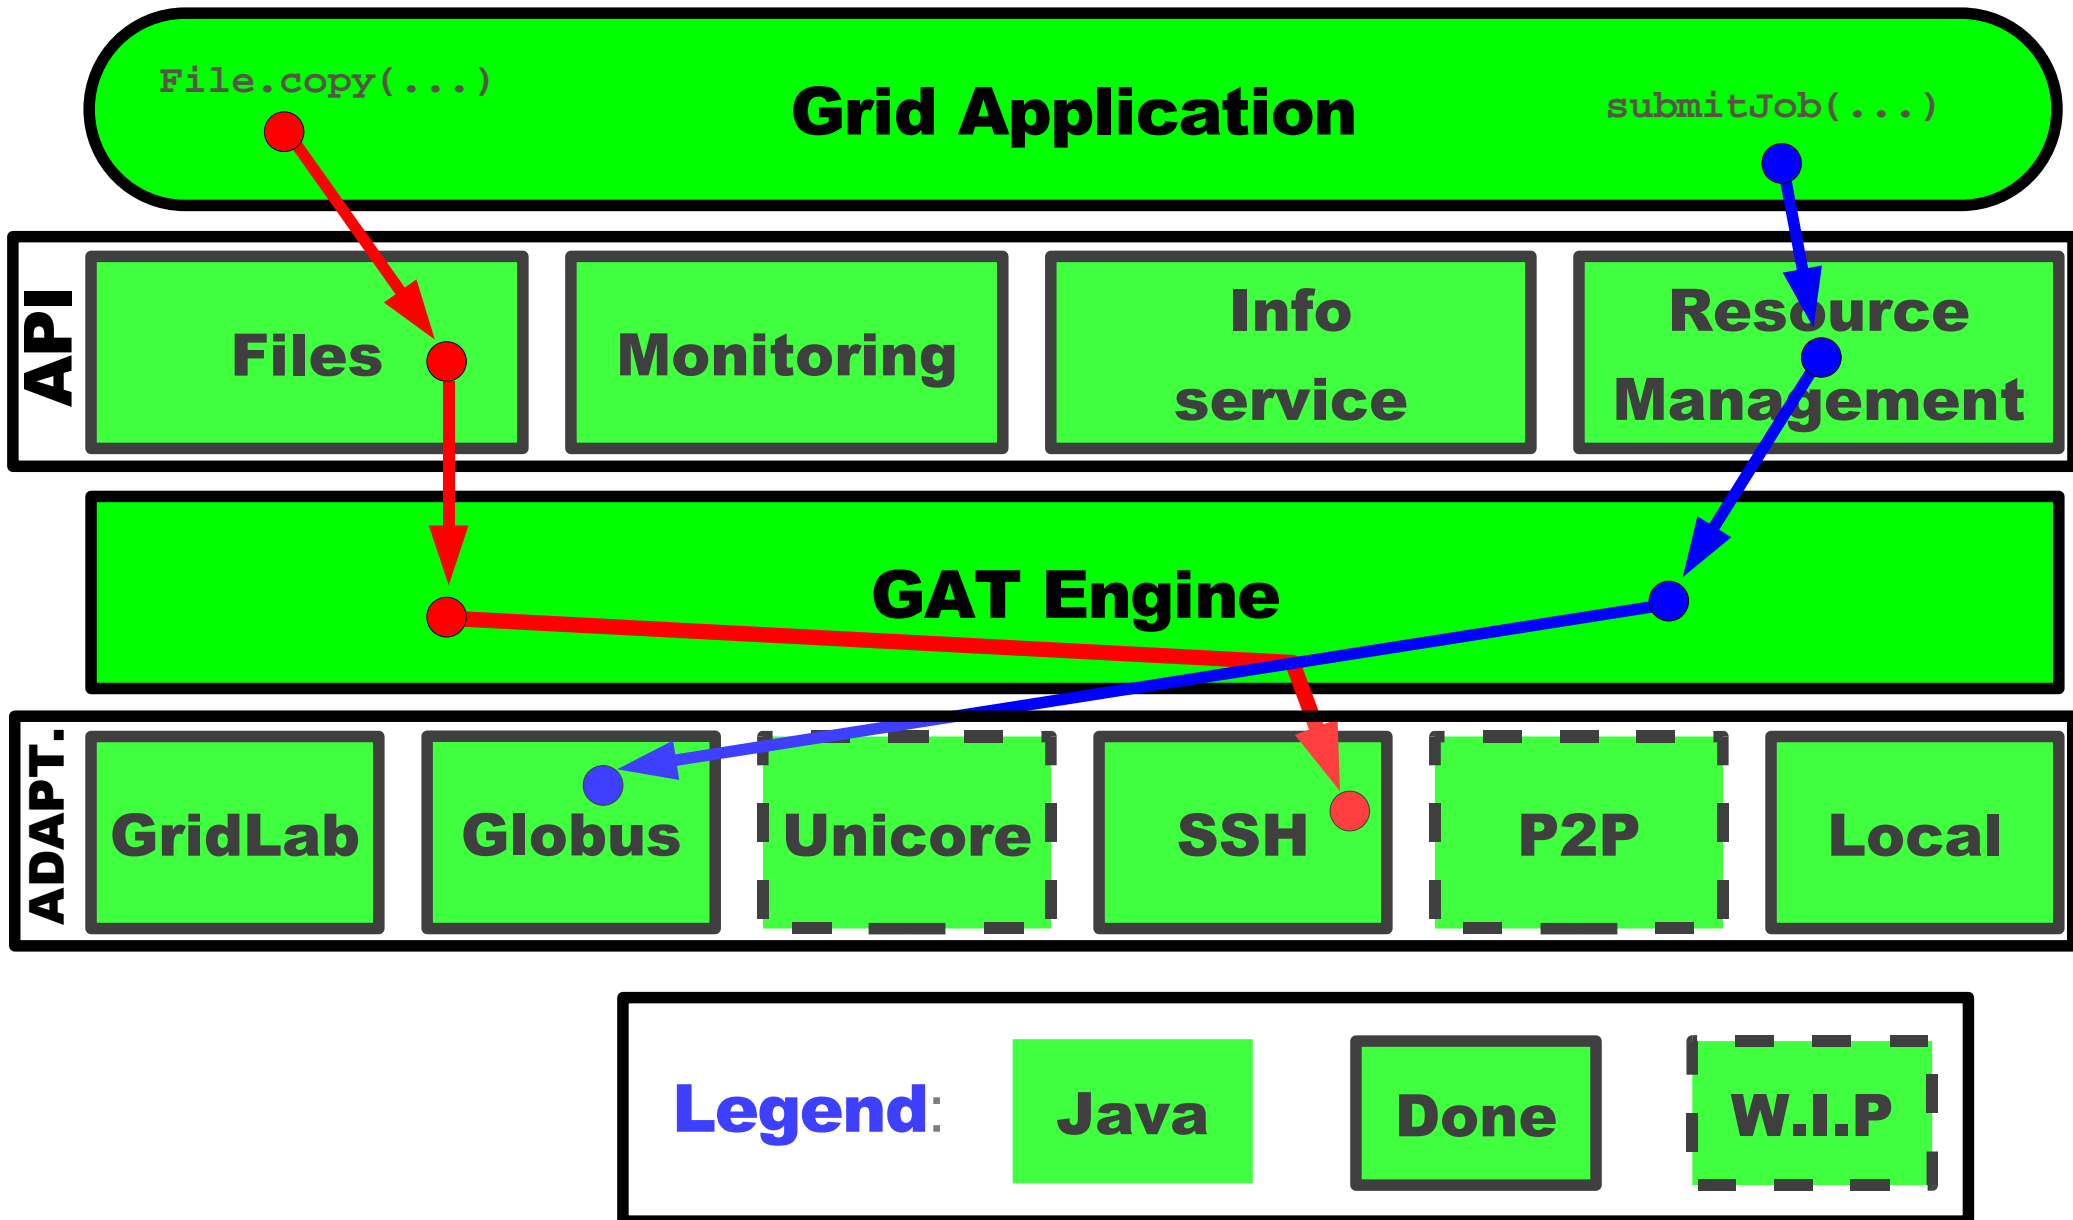 File.copy(...)
Grid Application
submitJob(...)
API
Files
Monitoring
Info
service
Resource
Management
GAT Engine
ADAPT.
GridLab
Globus
Unicore
SSH
P2P
Local
Legend:
Java
Done
W.I.P